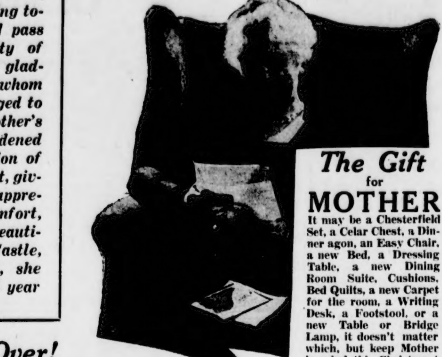 ng to-
pass
ty of
glad-
whom
ged to
other's
dened
on of
t, giv-
appre-
nfort,
eauti-
astle,
, she
year
Over!
The Gift
for
MOTHER
It may be a Chesterfield
Set, a Celar Chest, a Din-
ner agon, an Easy Chair,
a new Bed, a Dressing
Table, a new Dining
Room Suite, Cushions,
Bed Quilts, a new Carpet
for the room, a Writing
Desk, a Footstool, or a
new Table or Bridge
Lamp, it doesn't matter
which, but keep Mother